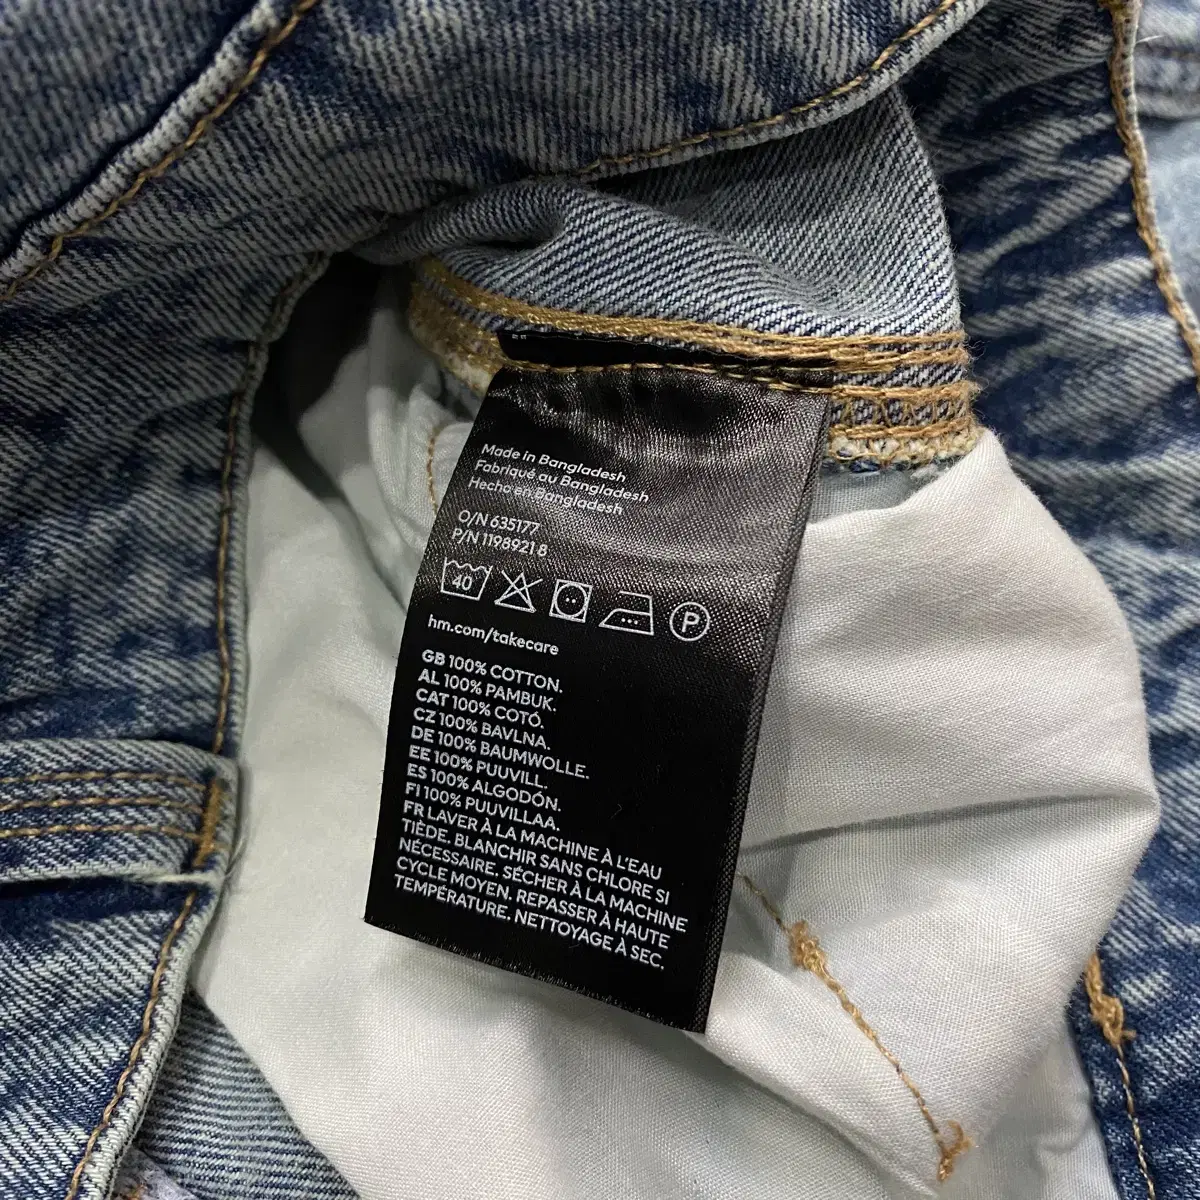 Made in Bangladesh
Fabriqué au Bangladesh
Hecho en Bangladesh
O/N 635177
P/N 1198921 8
40
P
hm.com/takecare
GB 100% COTTON.
AL 100% PAMBUK.
CAT 100% COTÓ.
CZ 100% BAVLNA.
DE 100% BAUMWOLLE.
EE 100% PUUVILL.
ES 100% ALGODÓN.
FI 100% PUUVILLAA.
FR LAVER À LA MACHINE À L'EAU
TIÈDE. BLANCHIR SANS CHLORE SI
NÉCESSAIRE. SÉCHER À LA MACHINE
CYCLE MOYEN. REPASSER À HAUTE
TEMPÉRATURE. NETTOYAGE À SEC.